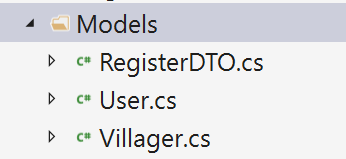 Models
C# RegisterDTO.cs
C# User.cs
C# Villager.cs